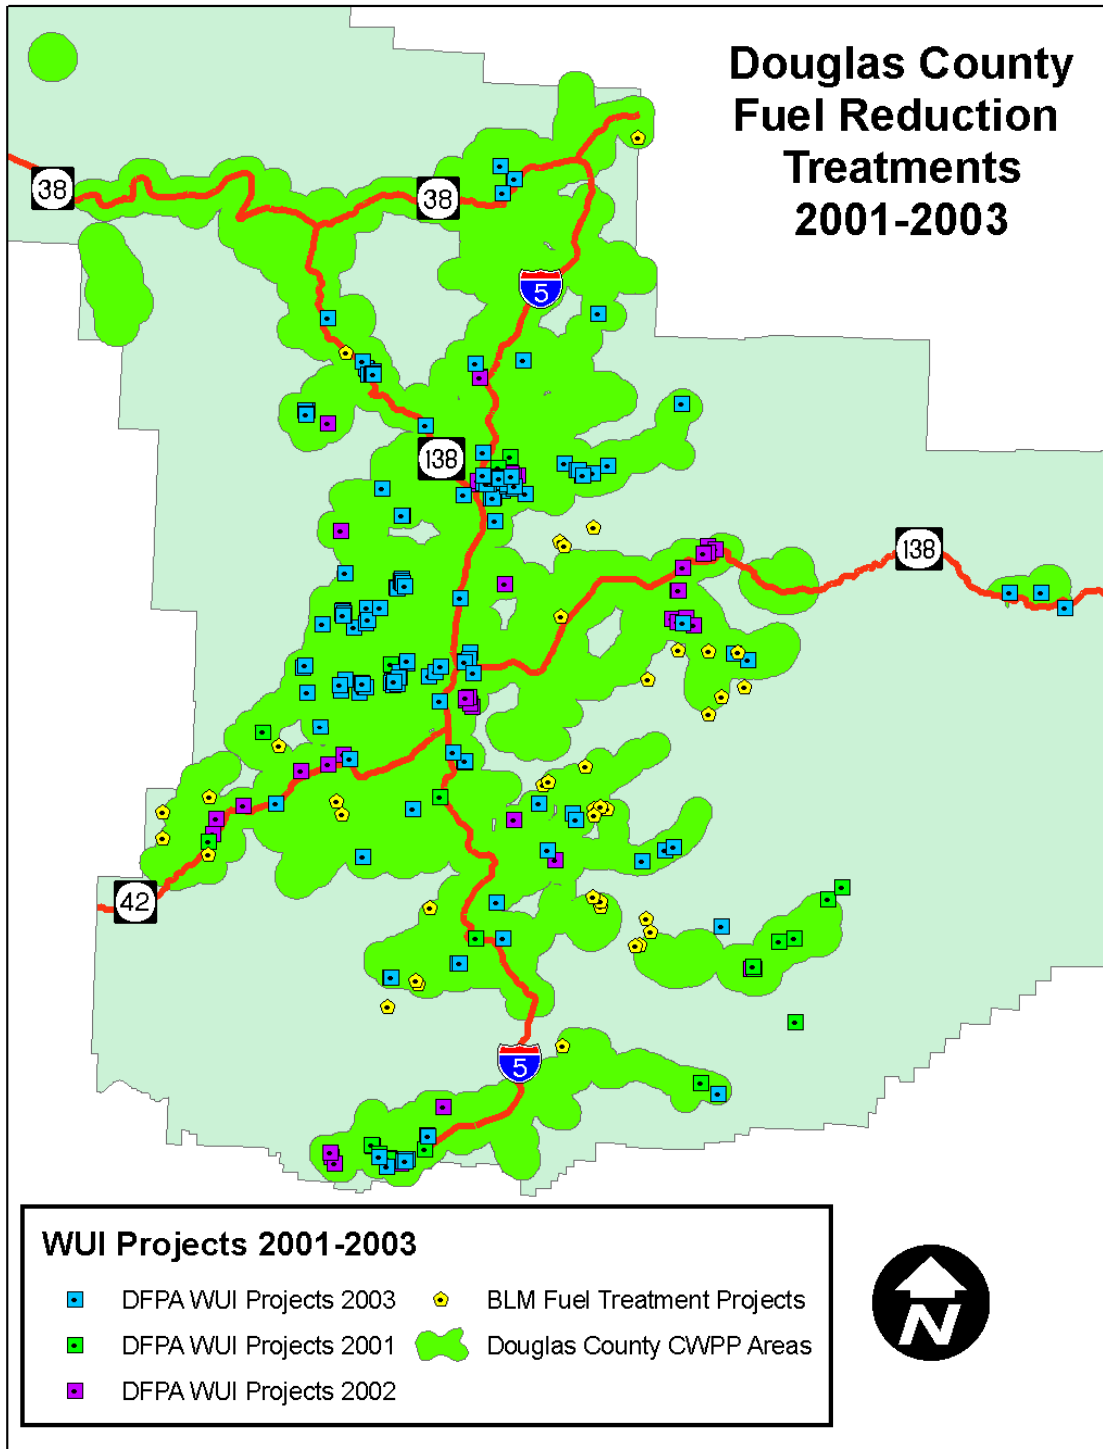 Douglas County
Fuel Reduction
Treatments
2001-2003
38
38
5
138
138
42
5
WUI Projects 2001-2003
DFPA WUI Projects 2003
BLM Fuel Treatment Projects
DFPA WUI Projects 2001
Douglas County CWPP Areas
DFPA WUI Projects 2002
N